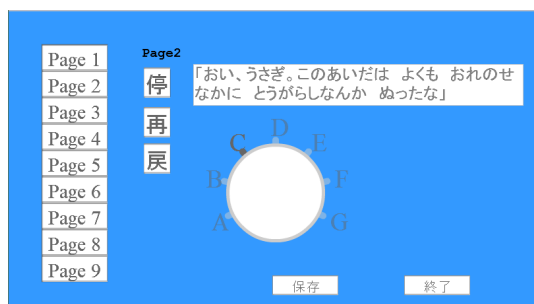 Page 1
Page 2
Page 3
Page 4
Page 5
Page 6
Page 7
Page 8
Page 9
Page2
停
再
戻
「おい、うさぎ。このあいだは　よくも　おれのせ
なかに　とうがらしなんか　ぬったな」
A
B
C
D
E
F
G
保存
終了